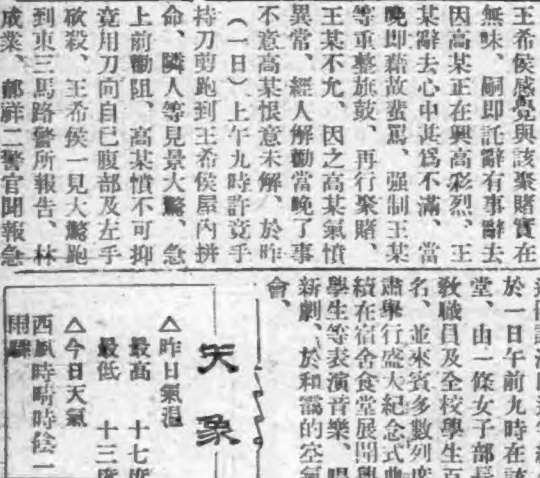 王希侯感覺與該聚賭實在
無味、嗣即託辭有事辭去
因高某正在興高彩烈、王
某辭去心中甚爲不滿、當
晚即藉故蜚罵、强制王某
等重整旗鼓、再行聚賭、
王某不允、因之高某氣憤
異常、經人解勸當晚了事
不意高某恨意未解、於昨
（一日）上午九時許竟手
持刀剪跑到王希侯屋內拼
命、隣人等見景大驚、急
上前勸阻、高某憤不可抑
竟用刀向自己腹部及左手
砍殺、王希侯一見大驚跑
到東三馬路警所報告、林
成業、郝祥二警官聞報急
於一日午前九時在該
堂、由一條女子部長
敎職員及全校學生百
名、並來賓多數列席
肅舉行盛大紀念式典
續在宿舍食堂展開
學生等表演音樂、唱
新劇、於和靄的空氣
會、
天象
△昨日氣温
最高　十七度
最低　十三度
△今日天氣
西風時晴時陰一
雨驟